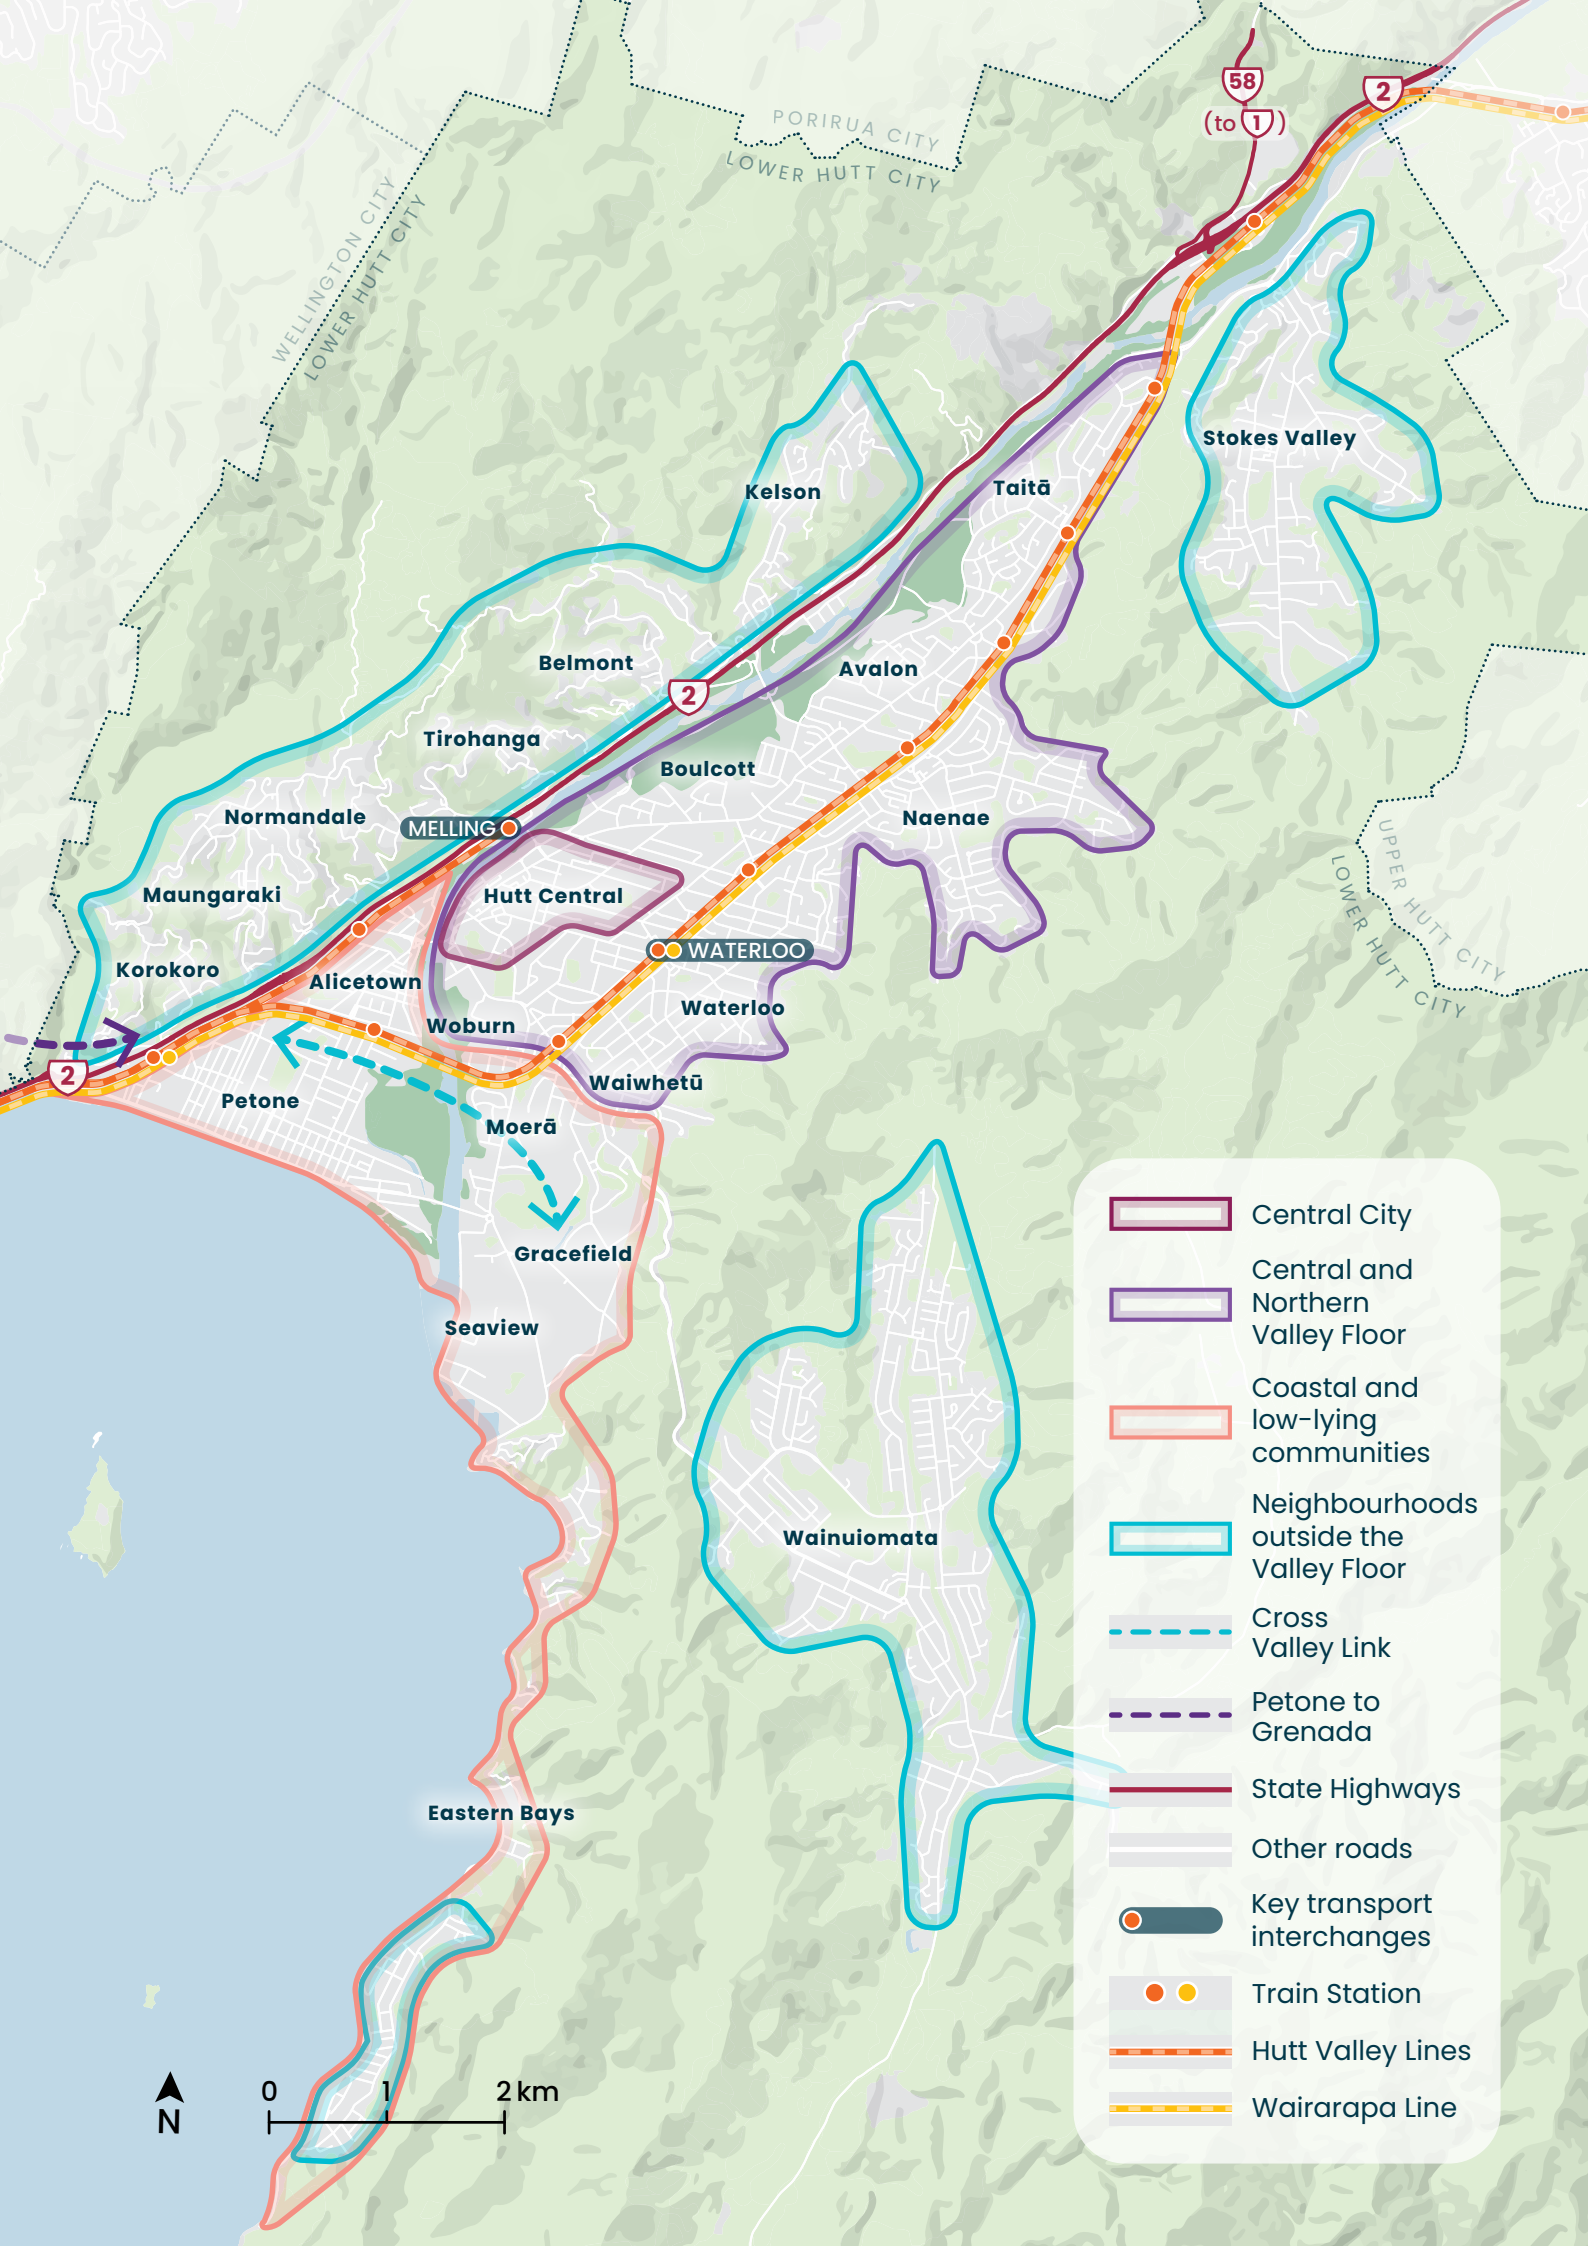 58
2
(to 1)
PORIRUA CITY
LOWER HUTT CITY
WELLINGTON CITY
LOWER HUTT CITY
Stokes Valley
Kelson
Taitā
Belmont
Avalon
2
Tirohanga
Boulcott
Normandale
MELLING
Naenae
UPPER HUTT CITY
LOWER HUTT CITY
Maungaraki
Hutt Central
WATERLOO
Korokoro
Alicetown
Waterloo
Woburn
2
Waiwhetū
Petone
Moerā
Gracefield
Seaview
Wainuiomata
Eastern Bays
Central City
Central and
Northern
Valley Floor
Coastal and
low-lying
communities
Neighbourhoods
outside the
Valley Floor
Cross
Valley Link
Petone to
Grenada
State Highways
Other roads
Key transport
interchanges
Train Station
Hutt Valley Lines
Wairarapa Line
0 1 2 km
N